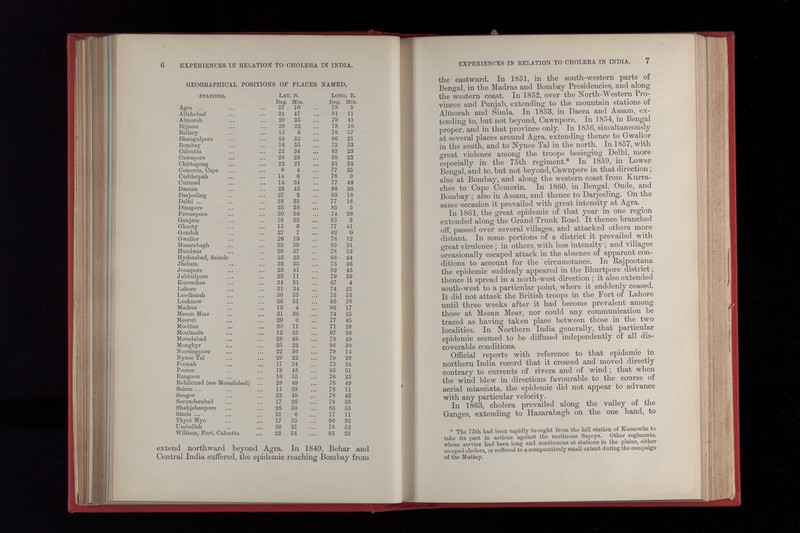 6 EXPERIENCES IN RELATION TO CHOLERA IN INDIA.
GEOGRAPHICAL POSITIONS OF PLACES NAMED.
STATIONS. LAT. N. LONG. E.
Deg. Min. Deg. Min.
Agra ... ... ... 27 10 ... 78 5
Allahabad ... ... 24 47 ... 81 11
Almorah ... ... 29 35 ... 79 41
Bijnore ... ... 29 22 ... 78 10
Bellary ... ... 15 8 ... 76 57
Bhaugulpore ... ... 24 33 ... 86 21
Bombay ... ... 18 53 ... 75 53
Calcutta ... ... 22 34 ... 83 23
Cawnpore ... ... 26 28 ... 80 23
Chittagong ... ... 22 21 ... 91 52
Comorin, Cape ... ... 8 4 ... 77 35
Cudderpah ... ... 14 0 ... 78 0
Curnool ... ... 14 54 ... 77 46
Daccas ... ... 23 43 ... 90 20
Darjeeling ... ... 27 2 ... 88 18
Delhi ... ... ... 28 33 ... 77 16
Dinapore ... ... 25 28 ... 85 5
Ferozepore ... ... 30 56 ... 74 38
Ganjam ... ... 19 22 ... 85 3
Ghooty ... ... 15 6 ... 77 41
Gondah ... ... 27 7 ... 82 0
Gwalior ... ... 26 13 ... 78 12
Hazarabagh ... ... 23 59 ... 85 24
Hurdwar ... ... 29 57 ... 78 12
Hyderabad, Scinde ... 25 23 ... 68 24
Jhelum ... ... 32 35 ... 73 46
Jounpore ... ... 23 41 ... 82 43
Jubbulpore ... ... 23 11 ... 79 59
Kurrachee ... ... 24 51 ... 67 4
Lahore ... ... 31 34 ... 74 21
Loodianah ... ... 30 55 ... 75 53
Lucknow ... ... 26 51 ... 80 58
Madras ... ... 13 4 ... 80 17
Meean Meer ... ... 31 30 ... 74 25
Meerut ... ... 29 0 ... 77 45
Mooltan ... ... 30 11 ... 71 28
Moulmein ... ... 12 35 ... 97 28
Moradabad ... ... 28 49 ... 78 49
Monghyr ... ... 25 22 ... 86 30
Nursingpore ... ... 22 56 ... 79 14
Nynee Tal ... ... 29 22 ... 79 29
Poonah ... ... 17 54 ... 73 24
Pooree ... ... 19 48 ... 85 51
Rangoon ... ... 16 55 ... 76 25
Rohilcund (see Moradabad) ... 28 49 ... 78 49
Salem ... ... ... 11 39 ... 78 11
Saugor ... ... 23 49 ... 78 43
Secunderabad ... ... 17 26 ... 78 33
Shahjehanpore ... ... 26 50 ... 83 53
Simla ... ... ... 31 6 ... 77 11
Thyet Myo ... ... 17 35 ... 96 32
Umballah ... ... 30 21 ... 76 52
William, Fort, Calcutta ... 22 34 ... 83 23
extend northward beyond Agra. In 1849, Behar and
Central India suffered, the epidemic reaching Bombay from
EXPERIENCES IN RELATION TO CHOLERA IN INDIA. 7
the eastward. In 1851, in the south-western parts of
Bengal, in the Madras and Bombay Presidencies, and along
the western coast. In 1852, over the North-Western Pro-
vinces and Punjab, extending to the mountain stations of
Almorah and Simla. In 1853, in Dacca and Assam, ex-
tending to, but not beyond, Cawnpore. In 1854, in Bengal
proper, and in that province only. In 1856, simultaneously
at several places around Agra, extending thence to Gwalior
in the south, and to Nynee Tal in the north. In 1857, with
great violence among the troops besieging Delhi, more
especially in the 75th regiment.* In 1859, in Lower
Bengal, and to, but not beyond, Cawnpore in that direction;
also at Bombay, and along the western coast from Kurra-
chee to Cape Comorin. In 1860, in Bengal, Oude, and
Bombay; also in Assam, and thence to Darjeeling. On the
same occasion it prevailed with great intensity at Agra.
In 1861, the great epidemic of that year in one region
extended along the Grand Trunk Road. It thence branched
off, passed over several villages, and attacked others more
distant. In some portions of a district it prevailed with
great virulence; in others, with less intensity; and villages
occasionally escaped attack in the absence of apparent con-
ditions to account for the circumstance. In Rajpootana
the epidemic suddenly appeared in the Bhurtpore district;
thence it spread in a north-west direction; it also extended
south-west to a particular point, where it suddenly ceased.
It did not attack the British troops in the Fort of Lahore
until three weeks after it had become prevalent among
those at Meean Mear, nor could any communication be
traced as having taken place between those in the two
localities. In Northern India generally, that particular
epidemic seemed to be diffused independently of all dis-
coverable conditions.
Official reports with reference to that epidemic in
northern India record that it crossed and moved directly
contrary to currents of rivers and of wind; that when
the wind blew in directions favourable to the course of
aerial miasmata, the epidemic did not appear to advance
with any particular velocity.
In 1863, cholera prevailed along the valley of the
Ganges, extending to Hazarabagh on the one hand, to
* The 75th had been rapidly brought from the hill station of Kussowlie to
take its part in actions against the mutinous Sepoys. Other regiments,
whose service had been long and continuous at stations in the plains, either
escaped cholera, or suffered to a comparatively small extent during the campaign
of the Mutiny.